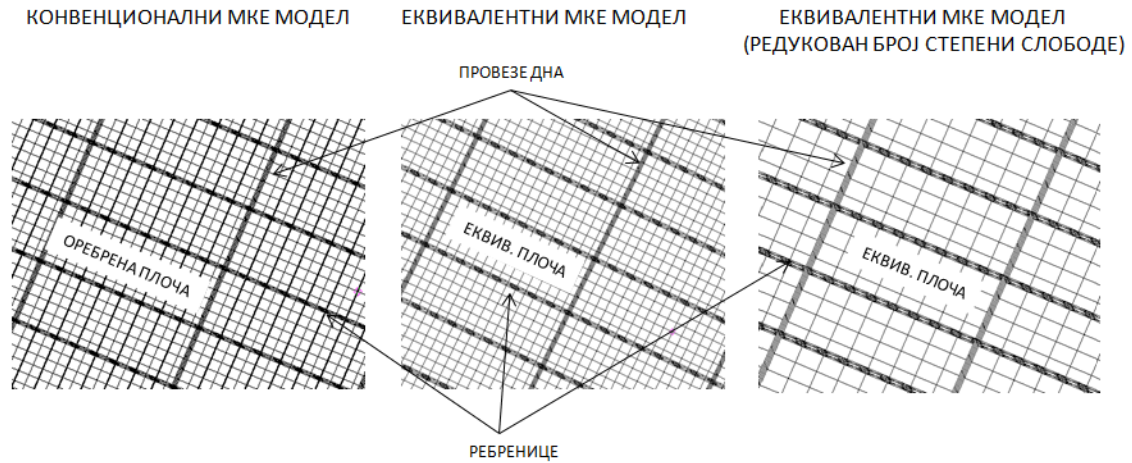 КОНВЕНЦИОНАЛНИ МКЕ МОДЕЛ
ЕКВИВАЛЕНТНИ МКЕ МОДЕЛ
ЕКВИВАЛЕНТНИ МКЕ МОДЕЛ
(РЕДУКОВАН БРОЈ СТЕПЕНИ СЛОБОДЕ)
ПРОВЕЗЕ ДНА
ОРЕБРЕНА ПЛОЧА
ЕКВИВ. ПЛОЧА
ЕКВИВ. ПЛОЧА
РЕБРЕНИЦЕ